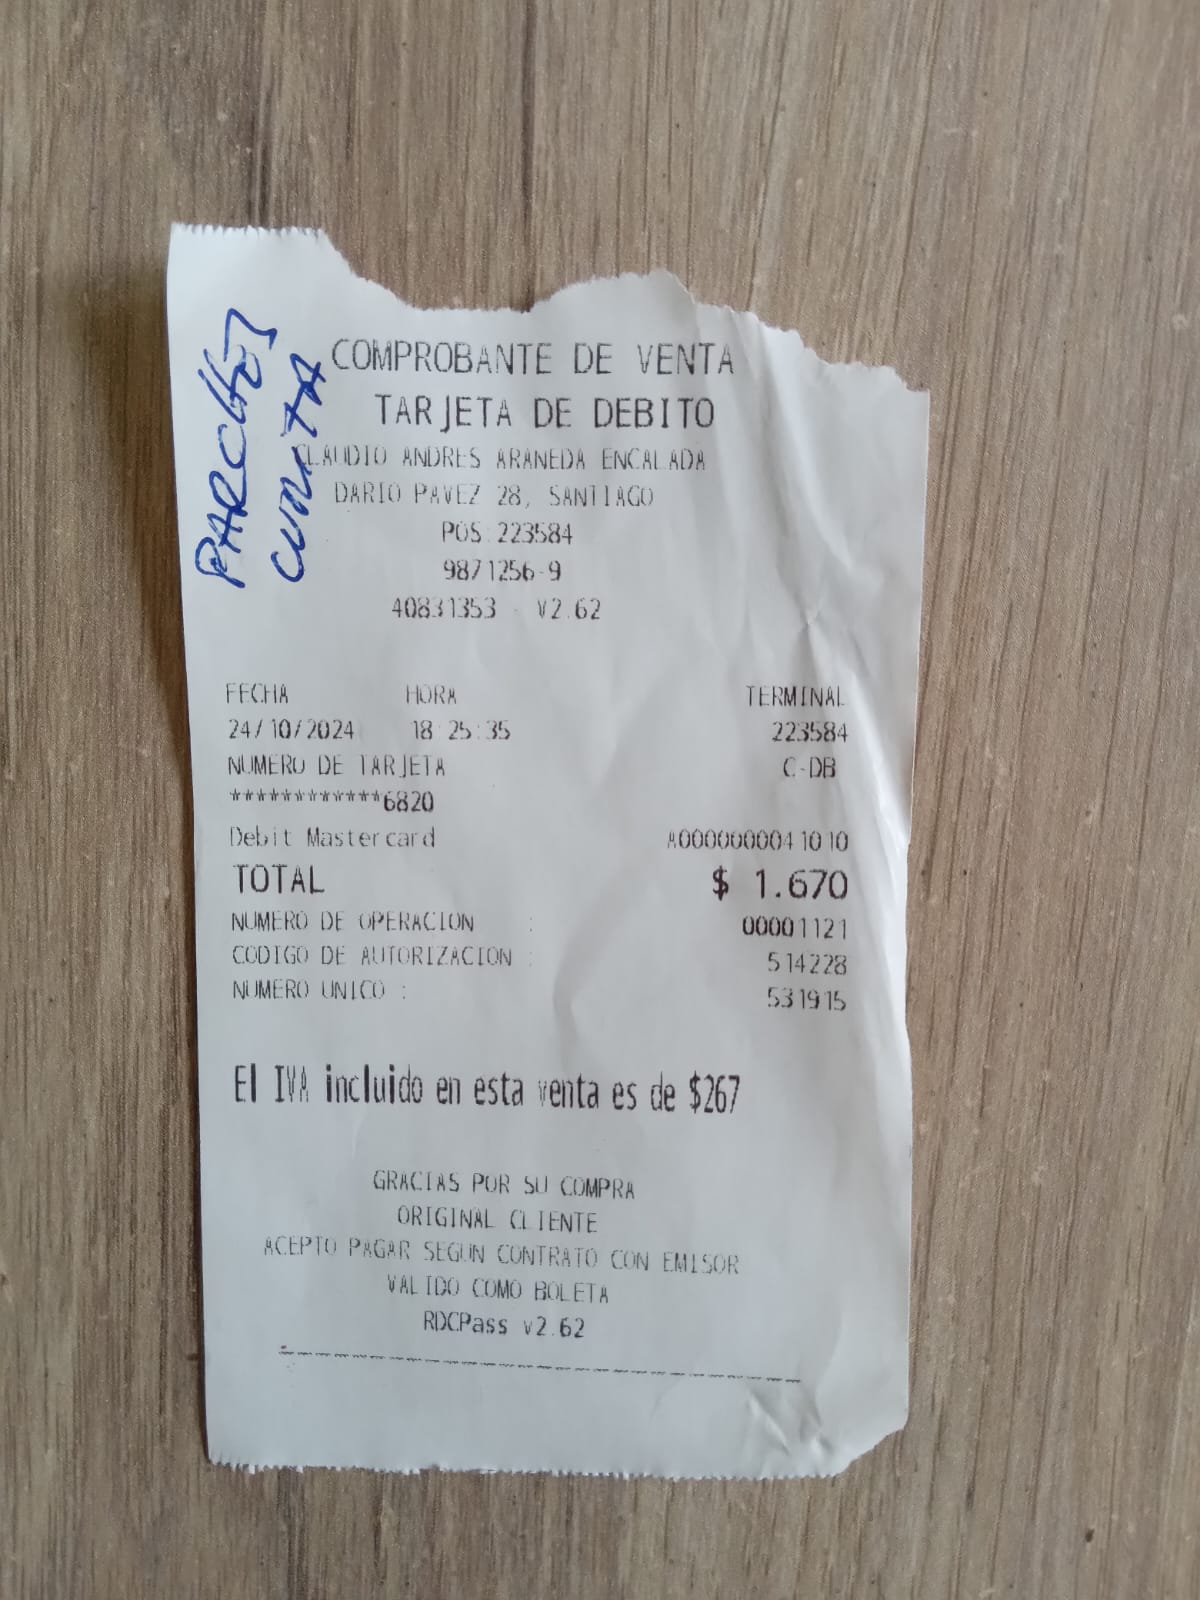 PARCHES
CURITA
COMPROBANTE DE VENTA
TARJETA DE DEBITO
CLAUDIO ANDRES ARANEDA ENCALADA
DARIO PAVEZ 28, SANTIAGO
POS:223584
9871256-9
40831353 - V2.62
FECHA HORA TERMINAL
24/10/2024 18:25:35 223584
NUMERO DE TARJETA C-DB
************6820
Debit Mastercard A0000000041010
TOTAL $ 1.670
NUMERO DE OPERACION : 00001121
CODIGO DE AUTORIZACION : 514228
NUMERO UNICO : 531915
El IVA incluido en esta venta es de $267
GRACIAS POR SU COMPRA
ORIGINAL CLIENTE
ACEPTO PAGAR SEGUN CONTRATO CON EMISOR
VALIDO COMO BOLETA
RDCPass v2.62